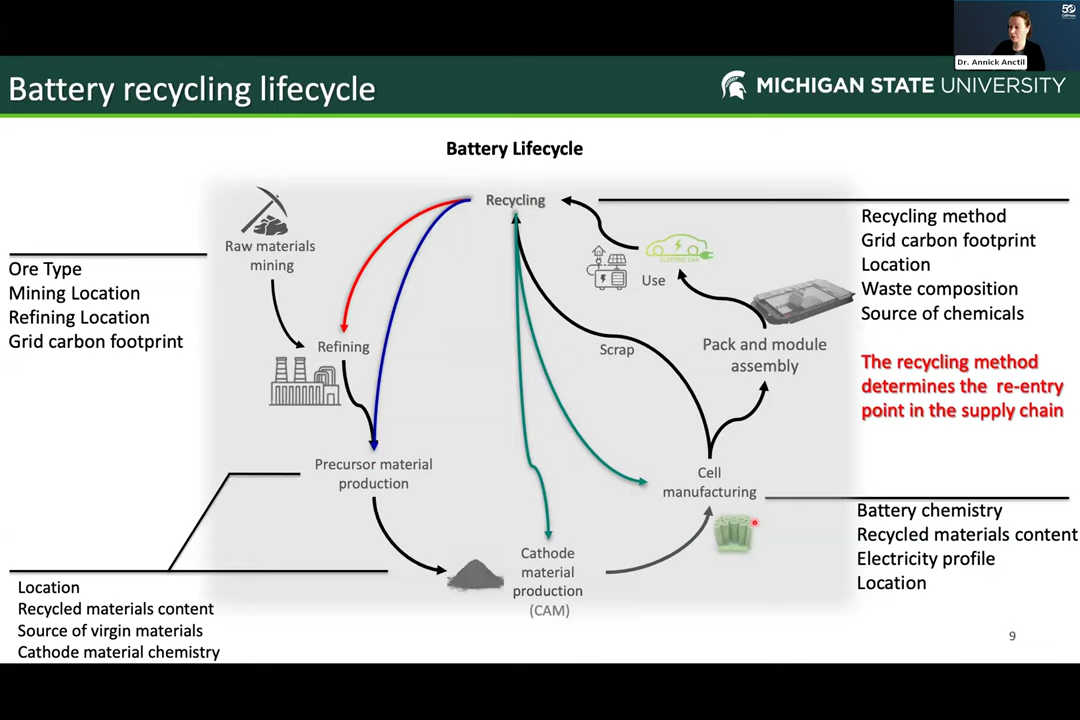 50
Dr. Annick Anctil
Battery recycling lifecycle
MICHIGAN STATE UNIVERSITY
Battery Lifecycle
Raw materials
mining
Recycling
ELECTRIC CAR
Use
Refining
Scrap
Pack and module
assembly
Precursor material
production
Cell
manufacturing
Cathode
material
production
(CAM)
Ore Type
Mining Location
Refining Location
Grid carbon footprint
Location
Recycled materials content
Source of virgin materials
Cathode material chemistry
Recycling method
Grid carbon footprint
Location
Waste composition
Source of chemicals
The recycling method
determines the re-entry
point in the supply chain
Battery chemistry
Recycled materials content
Electricity profile
Location
9